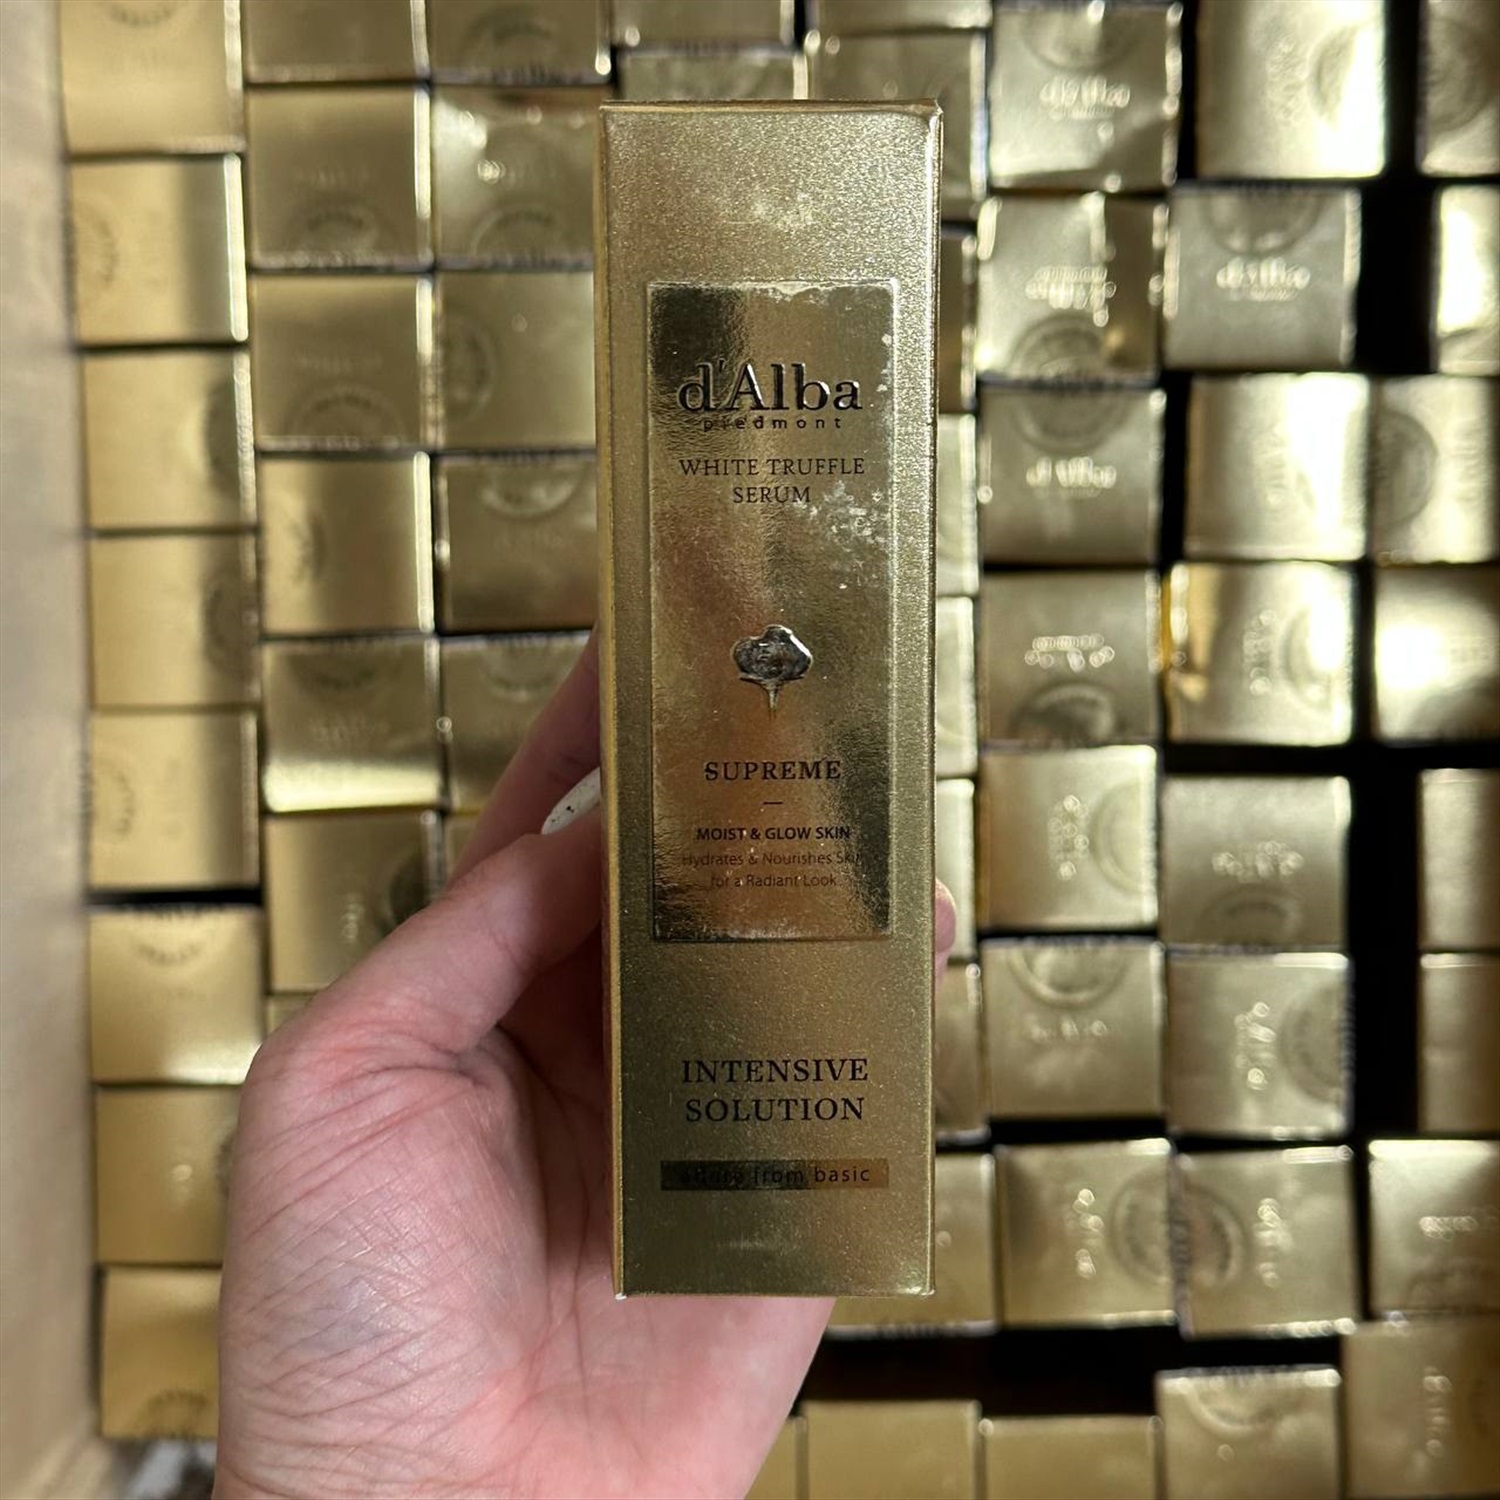 d'Alba
piedmont
WHITE TRUFFLE
SERUM
SUPREME
MOIST & GLOW SKIN
Hydrates & Nourishes Skin
for a Radiant Look
INTENSIVE
SOLUTION
allure from basic
d'Alba
d'Alba
d'Alba